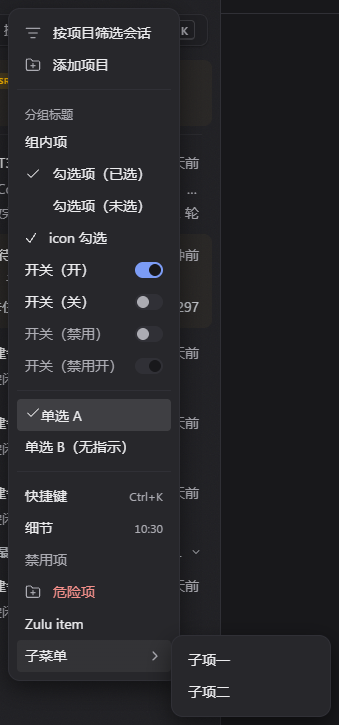 按项目筛选会话
K
添加项目
分组标题
组内项
勾选项（已选）
勾选项（未选）
icon 勾选
开关（开）
开关（关）
297
开关（禁用）
开关（禁用开）
单选 A
单选 B（无指示）
快捷键 Ctrl+K
细节 10:30
禁用项
危险项
Zulu item
子菜单
子项一
子项二